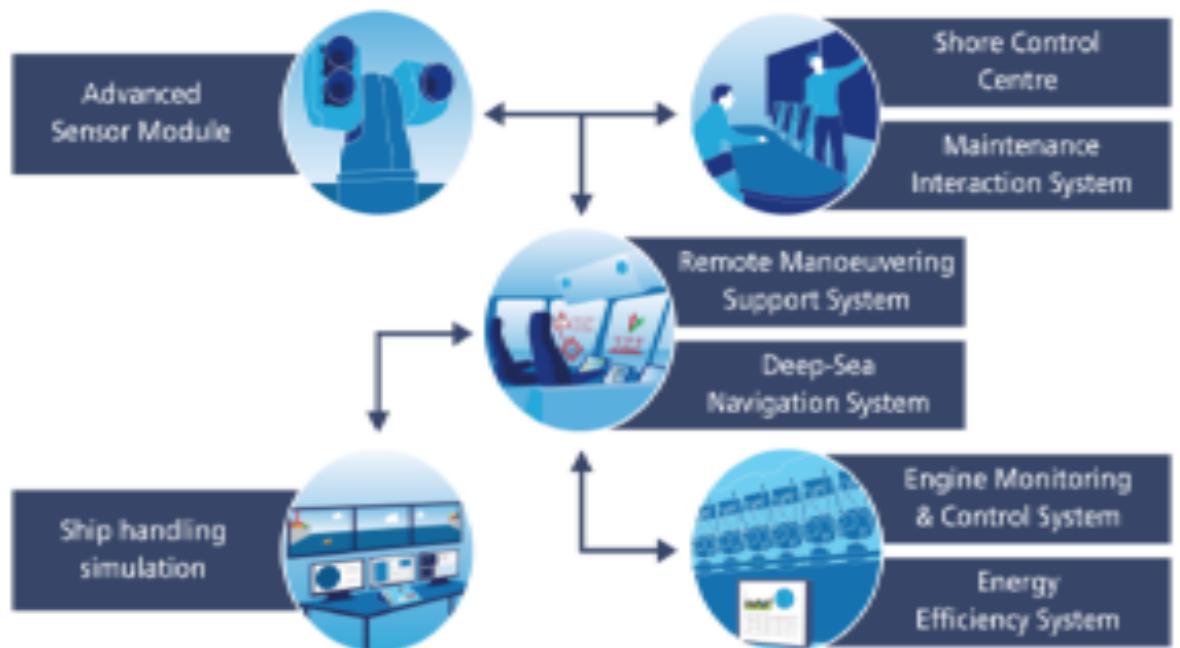 Advanced
Sensor Module
Shore Control
Centre
Maintenance
Interaction System
Remote Manoeuvering
Support System
Deep-Sea
Navigation System
Ship handling
simulation
Engine Monitoring
& Control System
Energy
Efficiency System